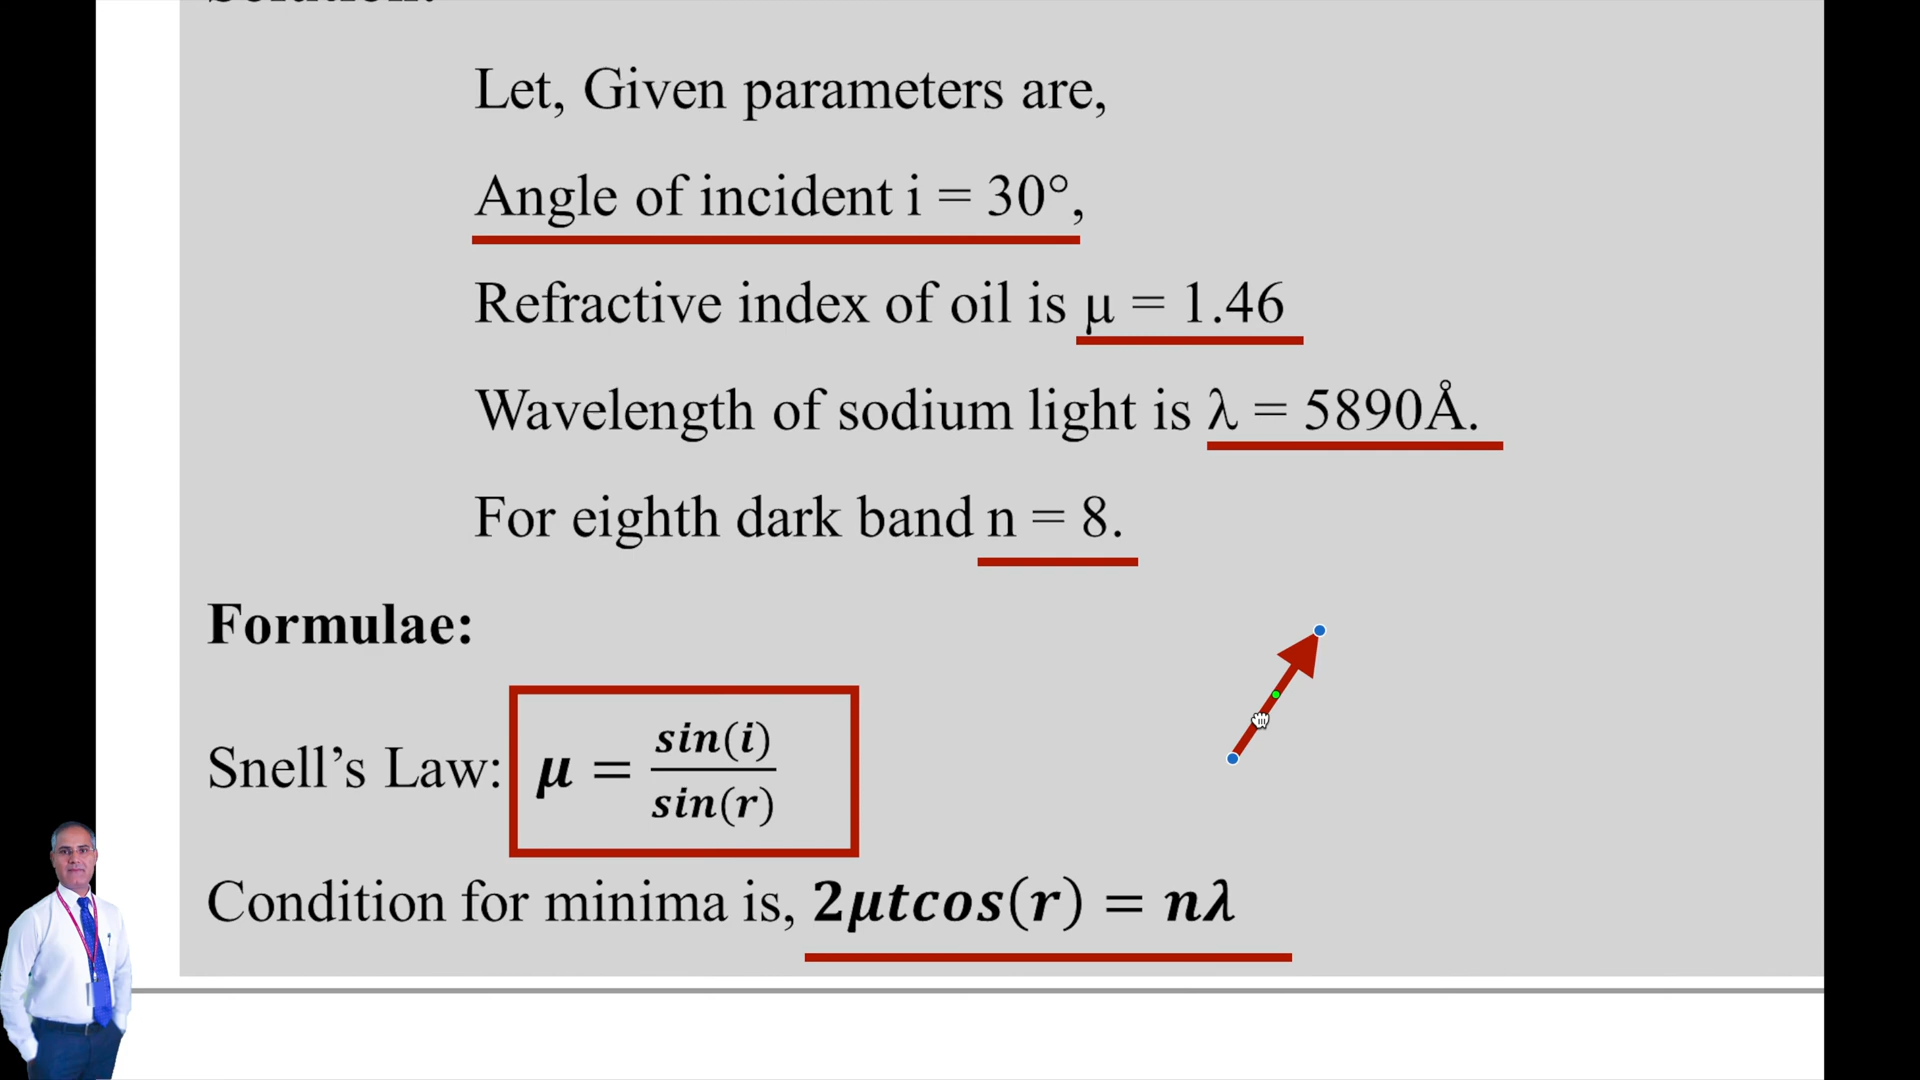 Solution:
Let, Given parameters are,
Angle of incident i = 30°,
Refractive index of oil is μ = 1.46
Wavelength of sodium light is λ = 5890Å.
For eighth dark band n = 8.
Formulae:
Snell’s Law: μ = sin(i) / sin(r)
Condition for minima is, 2μtcos(r) = nλ